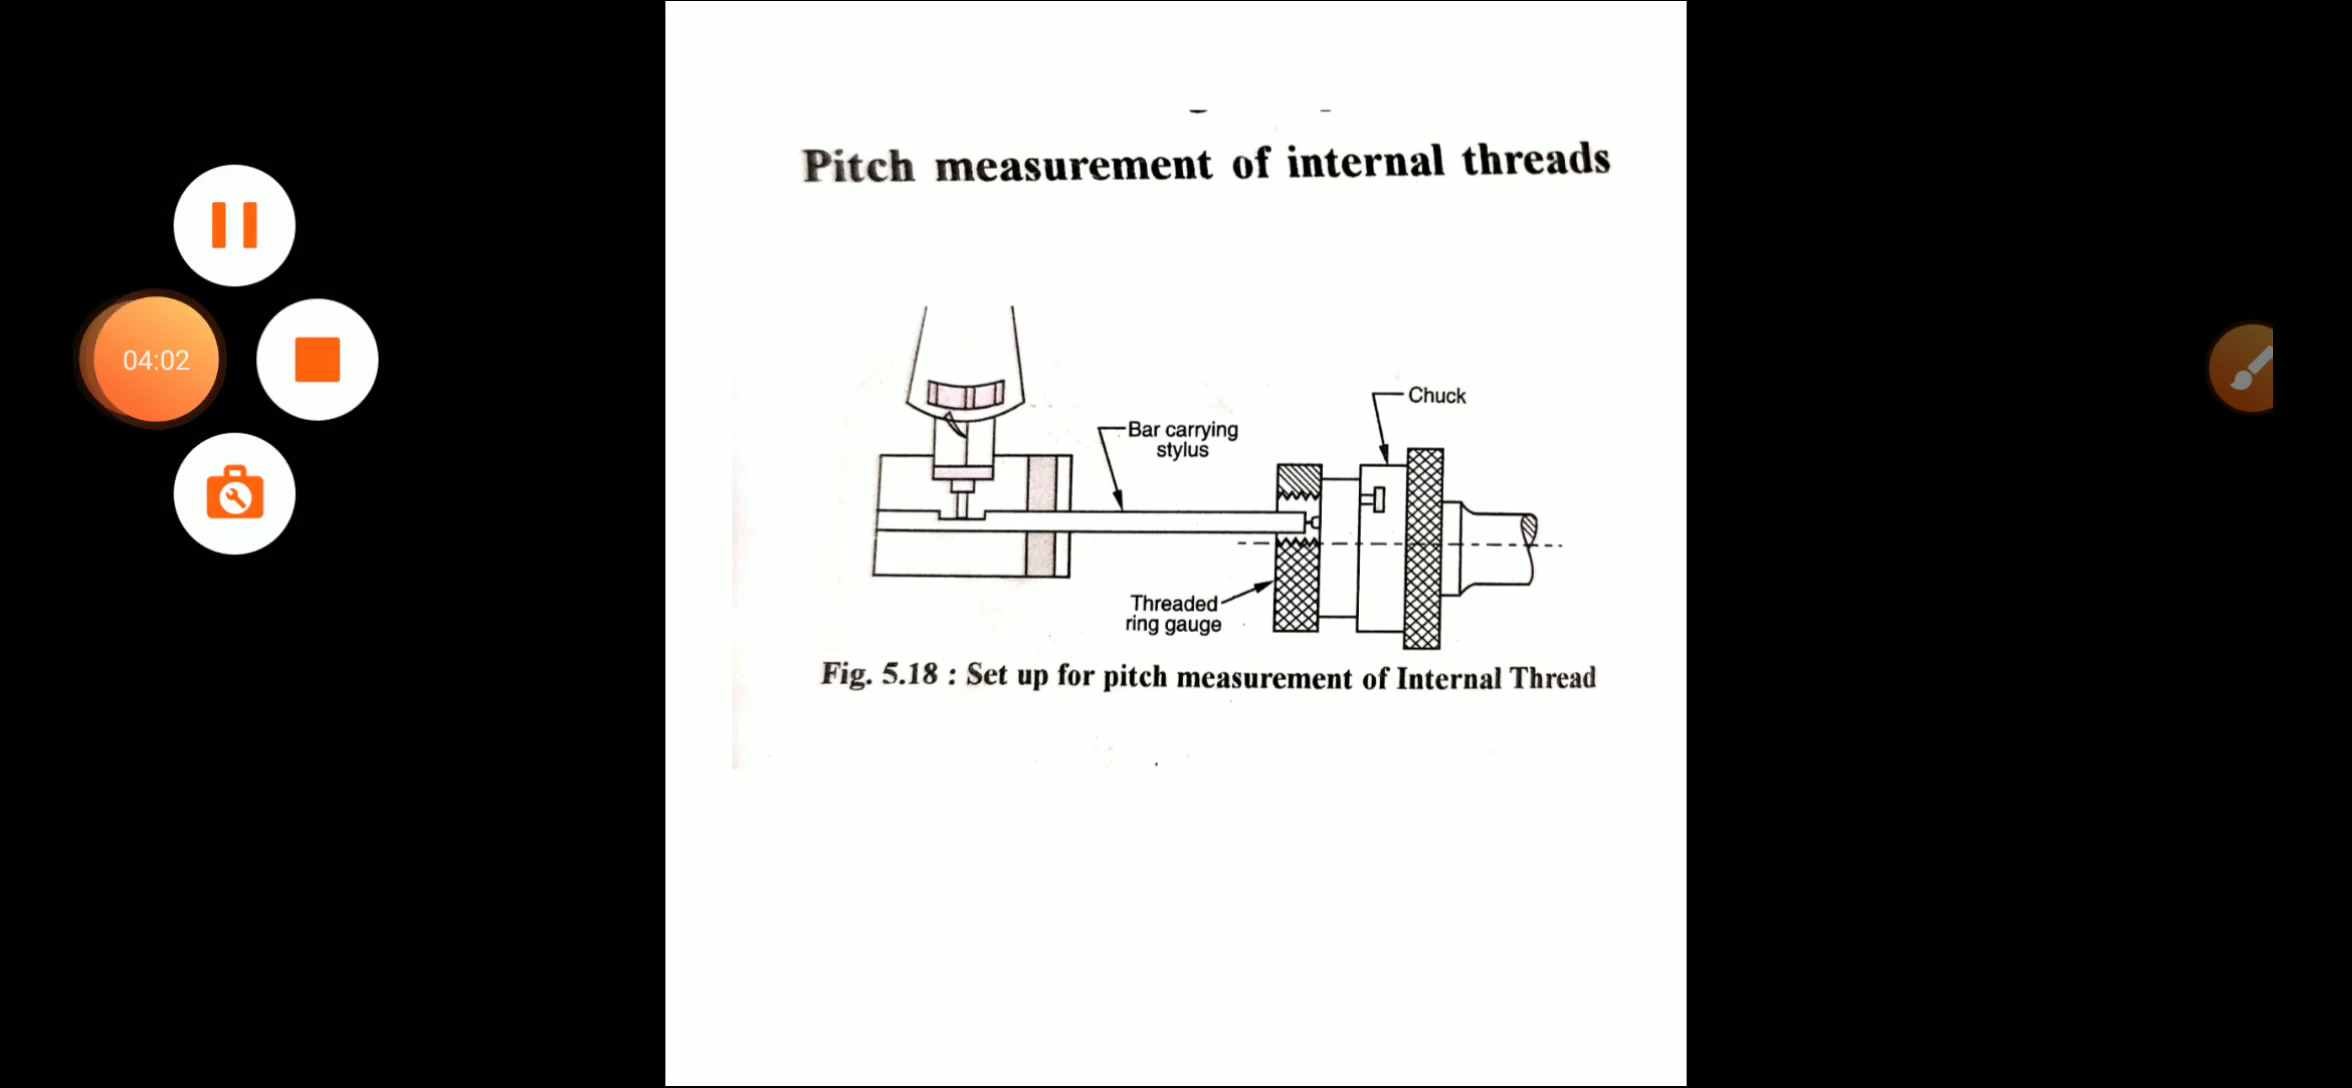 Pitch measurement of internal threads
Chuck
Bar carrying
stylus
04:02
Threaded
ring gauge
Fig. 5.18 : Set up for pitch measurement of Internal Thread